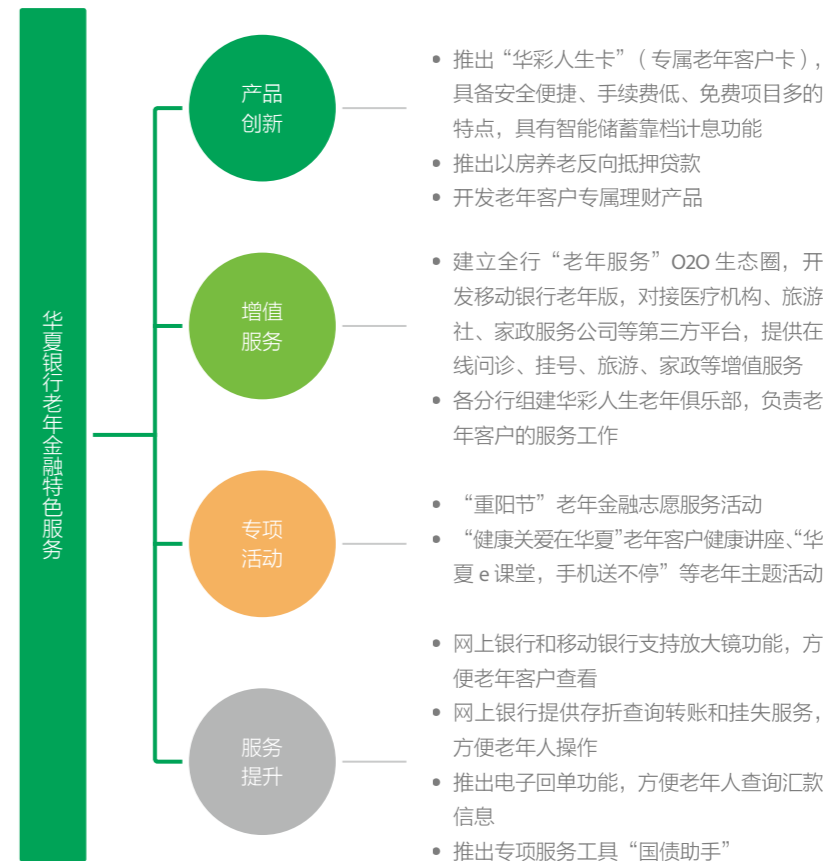 华夏银行老年金融特色服务
产品
创新
• 推出“华彩人生卡”（专属老年客户卡），
具备安全便捷、手续费低、免费项目多的
特点，具有智能储蓄靠档计息功能
• 推出以房养老反向抵押贷款
• 开发老年客户专属理财产品
增值
服务
• 建立全行“老年服务”O2O 生态圈，开
发移动银行老年版，对接医疗机构、旅游
社、家政服务公司等第三方平台，提供在
线问诊、挂号、旅游、家政等增值服务
• 各分行组建华彩人生老年俱乐部，负责老
年客户的服务工作
专项
活动
• “重阳节”老年金融志愿服务活动
• “健康关爱在华夏”老年客户健康讲座、“华
夏 e 课堂，手机送不停”等老年主题活动
服务
提升
• 网上银行和移动银行支持放大镜功能，方
便老年客户查看
• 网上银行提供存折查询转账和挂失服务，
方便老年人操作
• 推出电子回单功能，方便老年人查询汇款
信息
• 推出专项服务工具“国债助手”